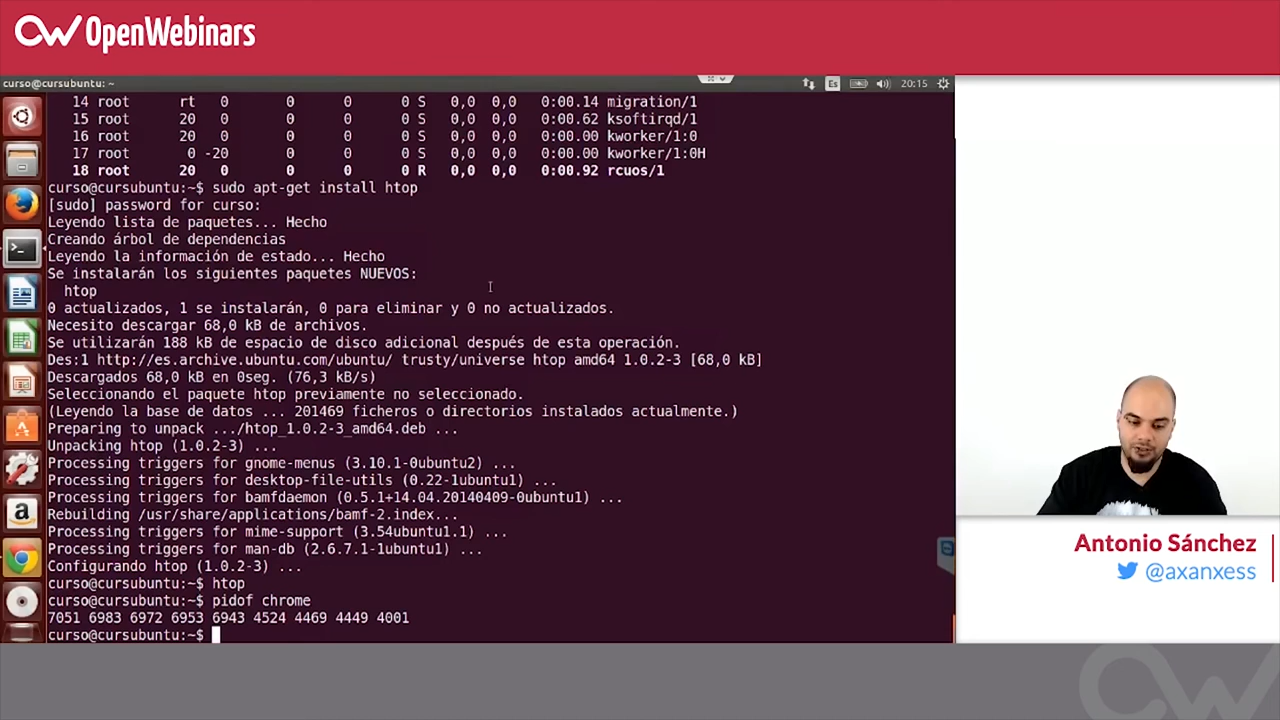 OpenWebinars
curso@cursubuntu: ~
Es
20:15
14 root rt 0 0 0 0 S 0,0 0,0 0:00.14 migration/1
15 root 20 0 0 0 0 S 0,0 0,0 0:00.62 ksoftirqd/1
16 root 20 0 0 0 0 S 0,0 0,0 0:00.00 kworker/1:0
17 root 0 -20 0 0 0 S 0,0 0,0 0:00.00 kworker/1:0H
18 root 20 0 0 0 0 R 0,0 0,0 0:00.92 rcuos/1
curso@cursubuntu:~$ sudo apt-get install htop
[sudo] password for curso:
Leyendo lista de paquetes... Hecho
Creando árbol de dependencias
Leyendo la información de estado... Hecho
Se instalarán los siguientes paquetes NUEVOS:
htop
0 actualizados, 1 se instalarán, 0 para eliminar y 0 no actualizados.
Necesito descargar 68,0 kB de archivos.
Se utilizarán 188 kB de espacio de disco adicional después de esta operación.
Des:1 http://es.archive.ubuntu.com/ubuntu/ trusty/universe htop amd64 1.0.2-3 [68,0 kB]
Descargados 68,0 kB en 0seg. (76,3 kB/s)
Seleccionando el paquete htop previamente no seleccionado.
(Leyendo la base de datos ... 201469 ficheros o directorios instalados actualmente.)
Preparing to unpack .../htop_1.0.2-3_amd64.deb ...
Unpacking htop (1.0.2-3) ...
Processing triggers for gnome-menus (3.10.1-0ubuntu2) ...
Processing triggers for desktop-file-utils (0.22-1ubuntu1) ...
Processing triggers for bamfdaemon (0.5.1+14.04.20140409-0ubuntu1) ...
Rebuilding /usr/share/applications/bamf-2.index...
Processing triggers for mime-support (3.54ubuntu1.1) ...
Processing triggers for man-db (2.6.7.1-1ubuntu1) ...
Configurando htop (1.0.2-3) ...
curso@cursubuntu:~$ htop
curso@cursubuntu:~$ pidof chrome
7051 6983 6972 6953 6943 4524 4469 4449 4001
curso@cursubuntu:~$
Antonio Sánchez
@axanxess